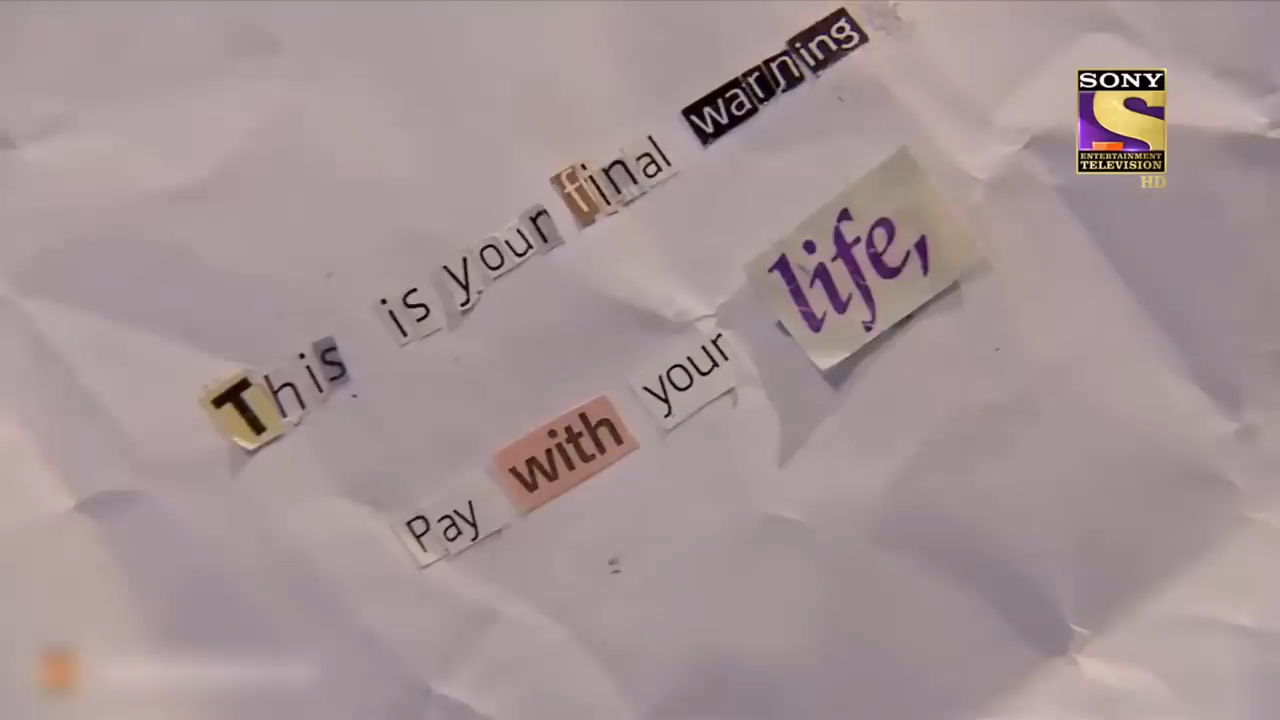 This is your final warning
Pay with your life,
SONY
ENTERTAINMENT
TELEVISION
HD